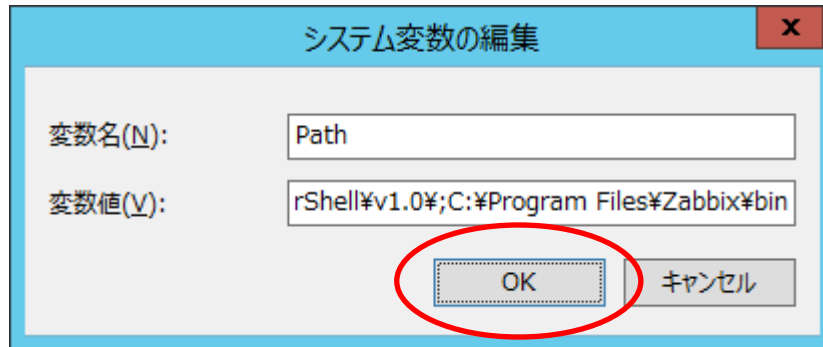 システム変数の編集
x
変数名(N):
Path
変数値(V):
rShell¥v1.0¥;C:¥Program Files¥Zabbix¥bin
OK
キャンセル